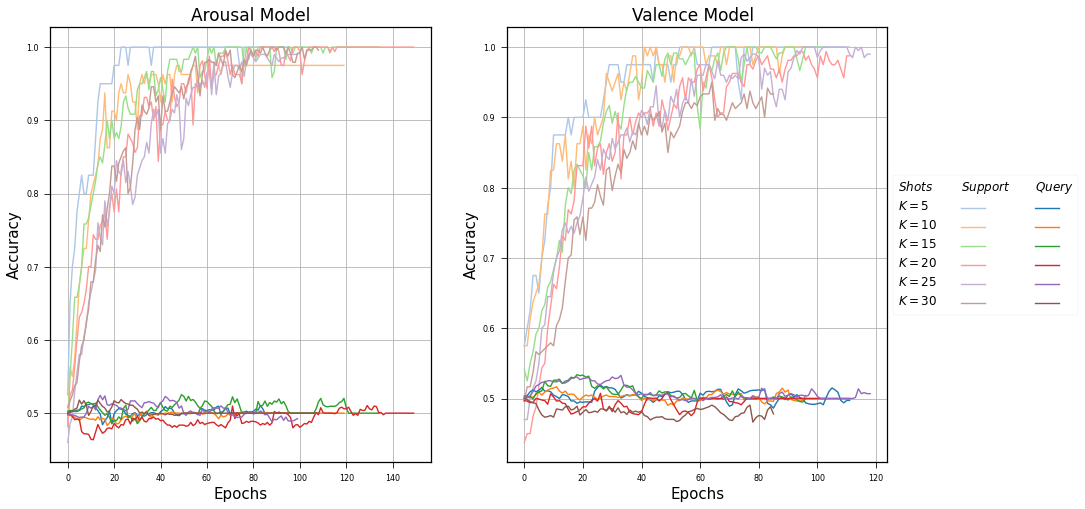 Arousal Model
Valence Model
1.0
0.9
0.8
0.7
0.6
0.5
Accuracy
0 20 40 60 80 100 120 140
Epochs
1.0
0.9
0.8
0.7
0.6
0.5
Accuracy
0 20 40 60 80 100 120
Epochs
Shots Support Query
K = 5
K = 10
K = 15
K = 20
K = 25
K = 30